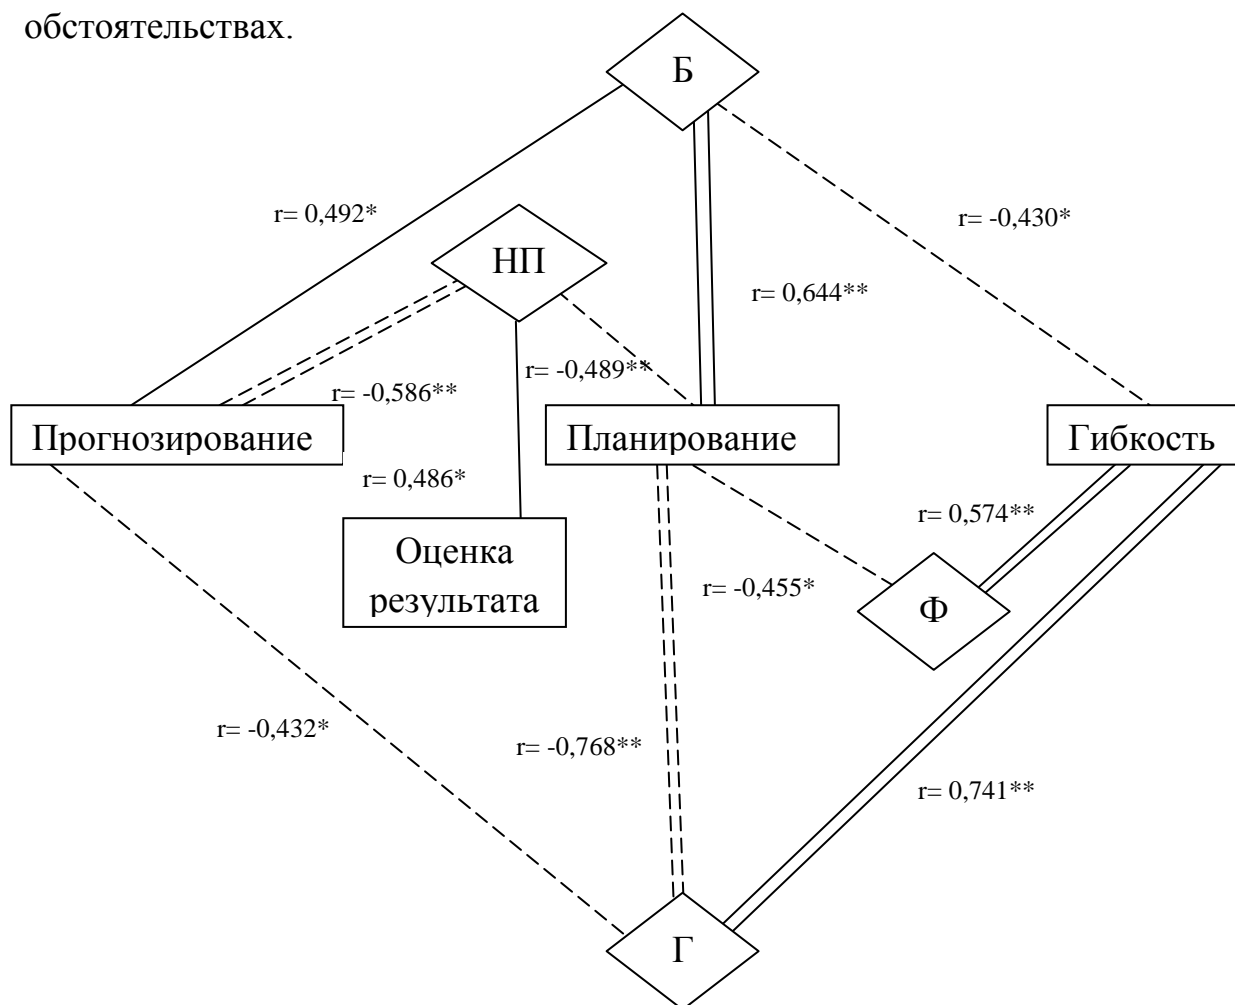 обстоятельствах.
Б
r= 0,492*
r= -0,430*
НП
r= 0,644**
r= -0,586**
r= -0,489**
Прогнозирование
Планирование
Гибкость
r= 0,486*
r= 0,574**
Оценка
результата
r= -0,455*
Ф
r= -0,432*
r= -0,768**
r= 0,741**
Г